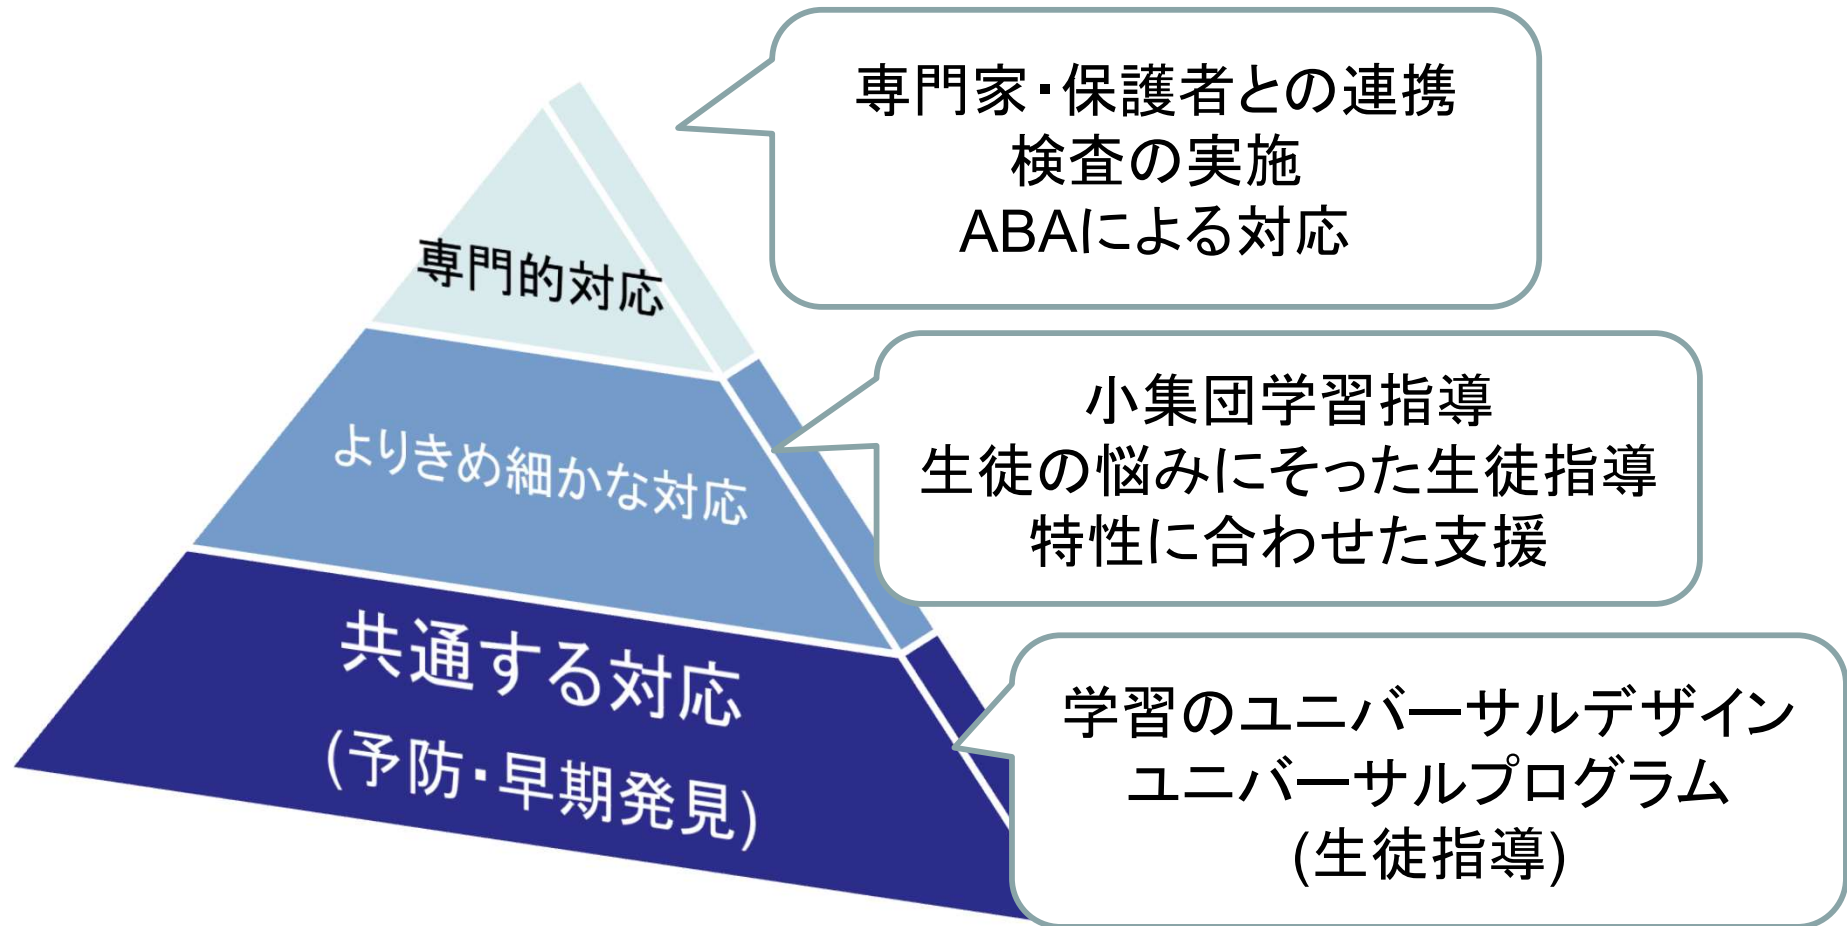 専門家・保護者との連携
検査の実施
ABAによる対応
専門的対応
小集団学習指導
生徒の悩みにそった生徒指導
特性に合わせた支援
よりきめ細かな対応
学習のユニバーサルデザイン
ユニバーサルプログラム
(生徒指導)
共通する対応
(予防・早期発見)